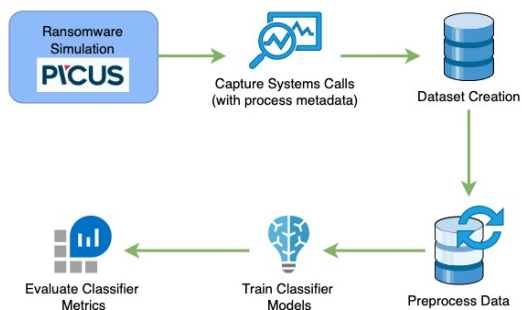 Ransomware
Simulation
PICUS
Capture Systems Calls
(with process metadata)
Dataset Creation
Evaluate Classifier
Metrics
Train Classifier
Models
Preprocess Data